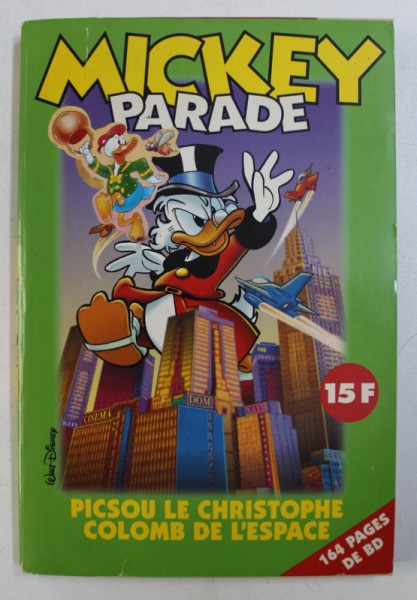 MICKEY
PARADE
CINEMA
DOM
15 F
Walt Disney
PICSOU LE CHRISTOPHE
COLOMB DE L'ESPACE
164 PAGES
DE BD